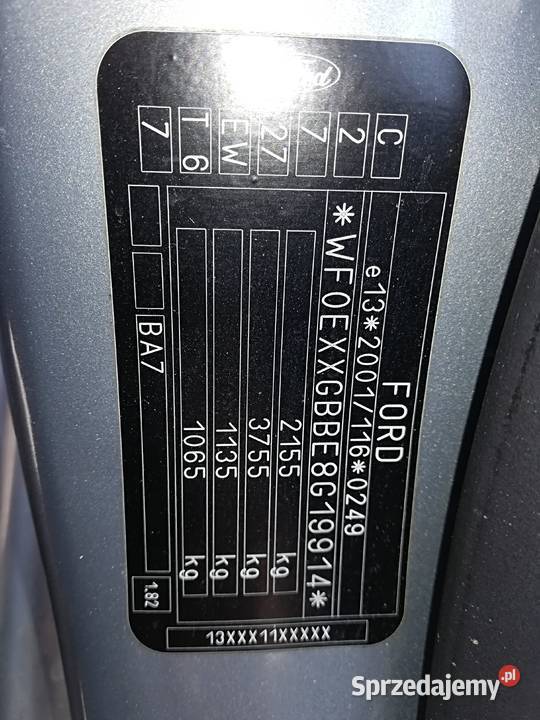 Ford
FORD
e13*2001/116*0249
*WF0EXXGBBE8G19914*
2155 kg
3755 kg
1135 kg
1065 kg
BA7
1.82
13XXX11XXXXX
C
2
7
27
EW
T 6
7
Sprzedajemy.pl